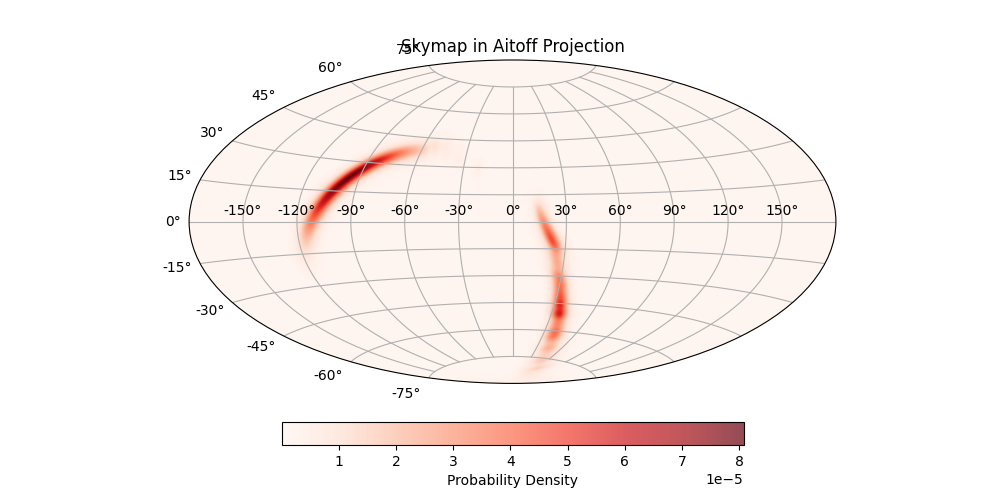 Skymap in Aitoff Projection
75°
60°
45°
30°
15°
-150° -120° -90° -60° -30° 0° 30° 60° 90° 120° 150°
0°
-15°
-30°
-45°
-60°
-75°
1 2 3 4 5 6 7 8
1e−5
Probability Density